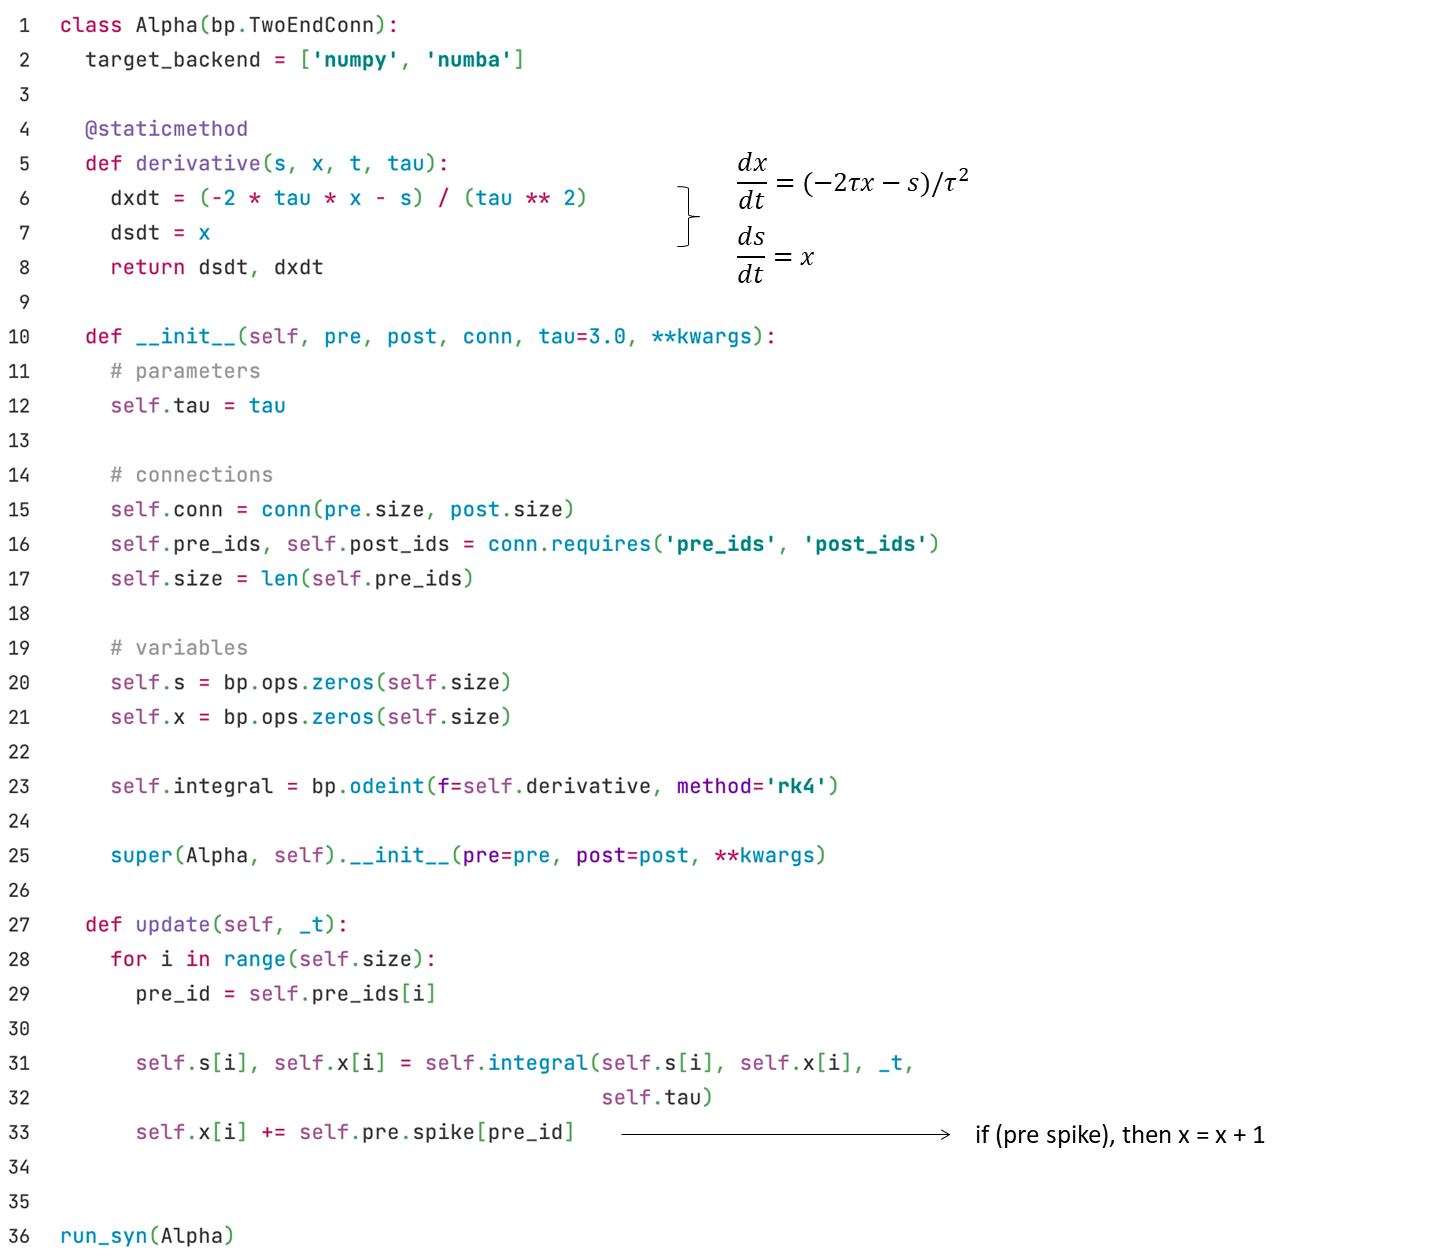 1 class Alpha(bp.TwoEndConn):
2 target_backend = ['numpy', 'numba']
3
4 @staticmethod
5 def derivative(s, x, t, tau):
6 dxdt = (-2 * tau * x - s) / (tau ** 2)
7 dsdt = x
8 return dsdt, dxdt
dx/dt = (−2τx − s)/τ²
ds/dt = x
9
10 def __init__(self, pre, post, conn, tau=3.0, **kwargs):
11 # parameters
12 self.tau = tau
13
14 # connections
15 self.conn = conn(pre.size, post.size)
16 self.pre_ids, self.post_ids = conn.requires('pre_ids', 'post_ids')
17 self.size = len(self.pre_ids)
18
19 # variables
20 self.s = bp.ops.zeros(self.size)
21 self.x = bp.ops.zeros(self.size)
22
23 self.integral = bp.odeint(f=self.derivative, method='rk4')
24
25 super(Alpha, self).__init__(pre=pre, post=post, **kwargs)
26
27 def update(self, _t):
28 for i in range(self.size):
29 pre_id = self.pre_ids[i]
30
31 self.s[i], self.x[i] = self.integral(self.s[i], self.x[i], _t,
32 self.tau)
33 self.x[i] += self.pre.spike[pre_id] if (pre spike), then x = x + 1
34
35
36 run_syn(Alpha)